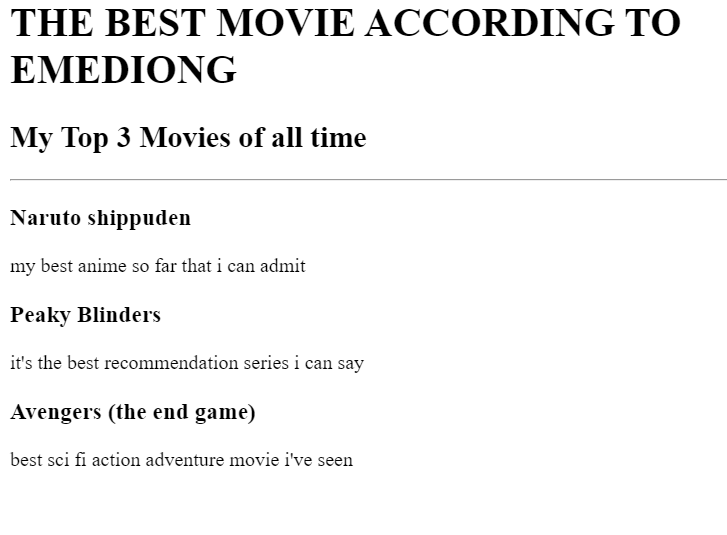 THE BEST MOVIE ACCORDING TO
EMEDIONG
My Top 3 Movies of all time
Naruto shippuden
my best anime so far that i can admit
Peaky Blinders
it's the best recommendation series i can say
Avengers (the end game)
best sci fi action adventure movie i've seen